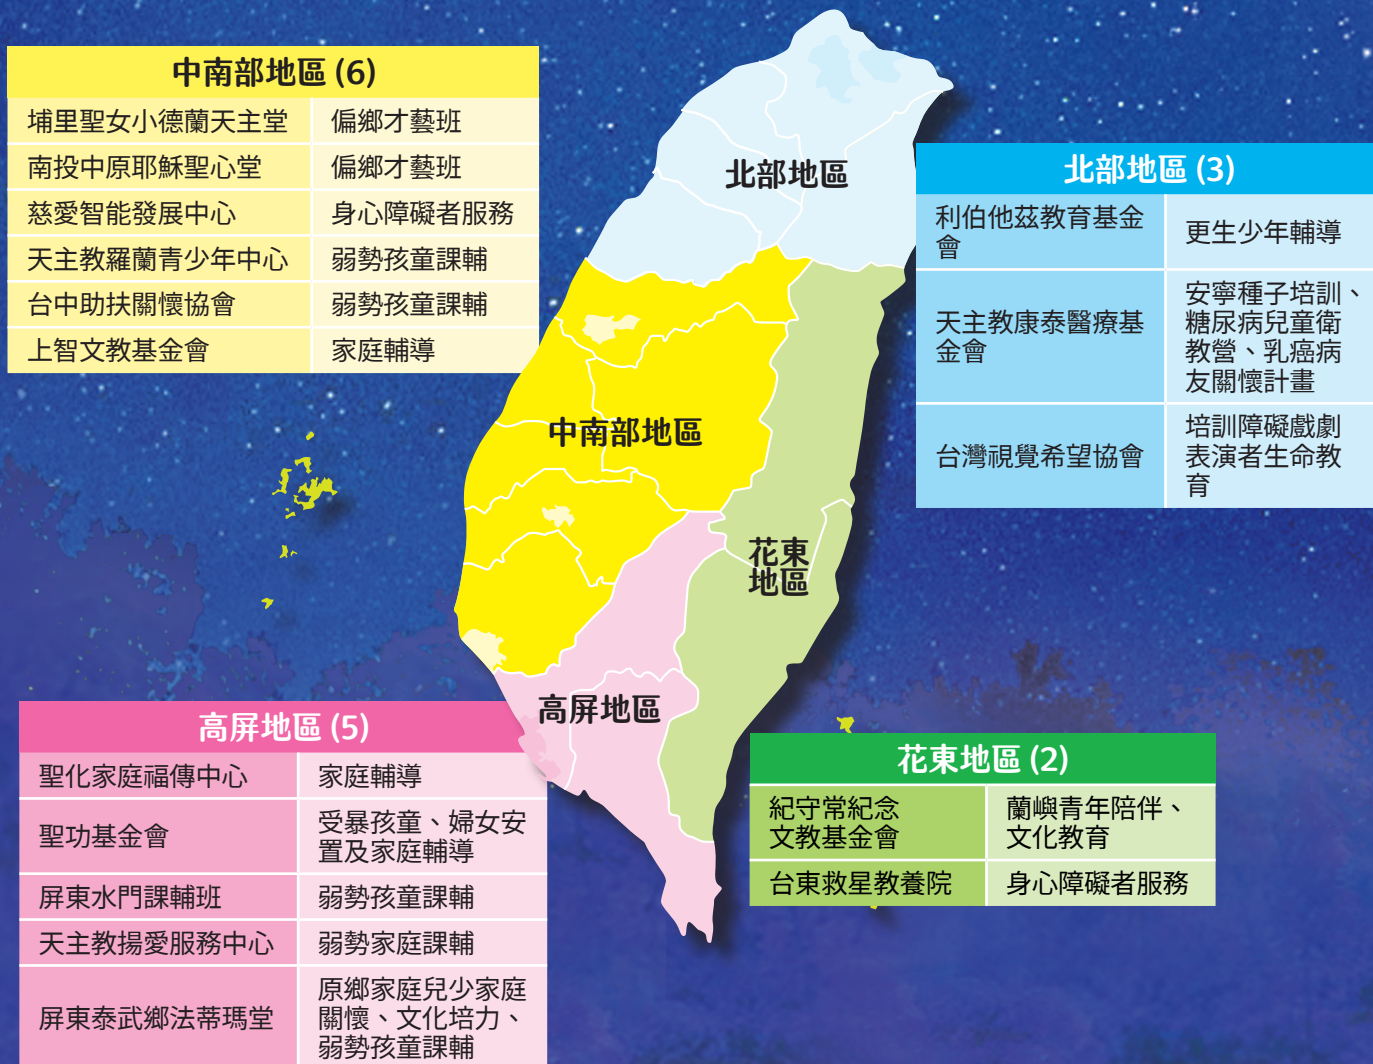 中南部地區 (6)
埔里聖女小德蘭天主堂 偏鄉才藝班
南投中原耶穌聖心堂 偏鄉才藝班
慈愛智能發展中心 身心障礙者服務
天主教羅蘭青少年中心 弱勢孩童課輔
台中助扶關懷協會 弱勢孩童課輔
上智文教基金會 家庭輔導
北部地區
中南部地區
花東
地區
高屏地區
北部地區 (3)
利伯他茲教育基金
會
更生少年輔導
天主教康泰醫療基
金會
安寧種子培訓、
糖尿病兒童衛
教營、乳癌病
友關懷計畫
台灣視覺希望協會
培訓障礙戲劇
表演者生命教
育
高屏地區 (5)
聖化家庭福傳中心 家庭輔導
聖功基金會
受暴孩童、婦女安
置及家庭輔導
屏東水門課輔班 弱勢孩童課輔
天主教揚愛服務中心 弱勢家庭課輔
屏東泰武鄉法蒂瑪堂
原鄉家庭兒少家庭
關懷、文化培力、
弱勢孩童課輔
花東地區 (2)
紀守常紀念
文教基金會
蘭嶼青年陪伴、
文化教育
台東救星教養院 身心障礙者服務